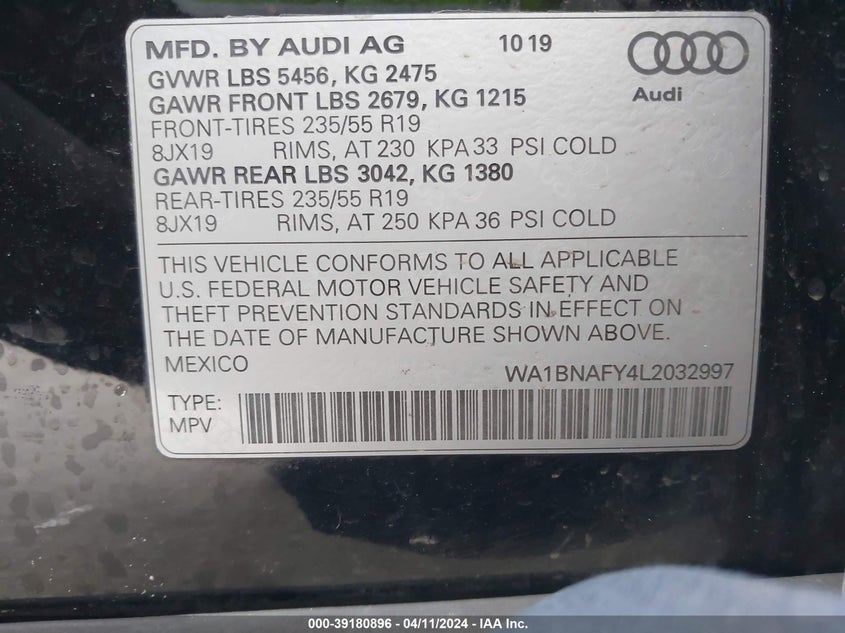 MFD. BY AUDI AG 10 19
GVWR LBS 5456, KG 2475
GAWR FRONT LBS 2679, KG 1215
Audi
FRONT-TIRES 235/55 R19
8JX19 RIMS, AT 230 KPA 33 PSI COLD
GAWR REAR LBS 3042, KG 1380
REAR-TIRES 235/55 R19
8JX19 RIMS, AT 250 KPA 36 PSI COLD
THIS VEHICLE CONFORMS TO ALL APPLICABLE
U.S. FEDERAL MOTOR VEHICLE SAFETY AND
THEFT PREVENTION STANDARDS IN EFFECT ON
THE DATE OF MANUFACTURE SHOWN ABOVE.
MEXICO WA1BNAFY4L2032997
TYPE:
MPV
000-39180896 - 04/11/2024 - IAA Inc.